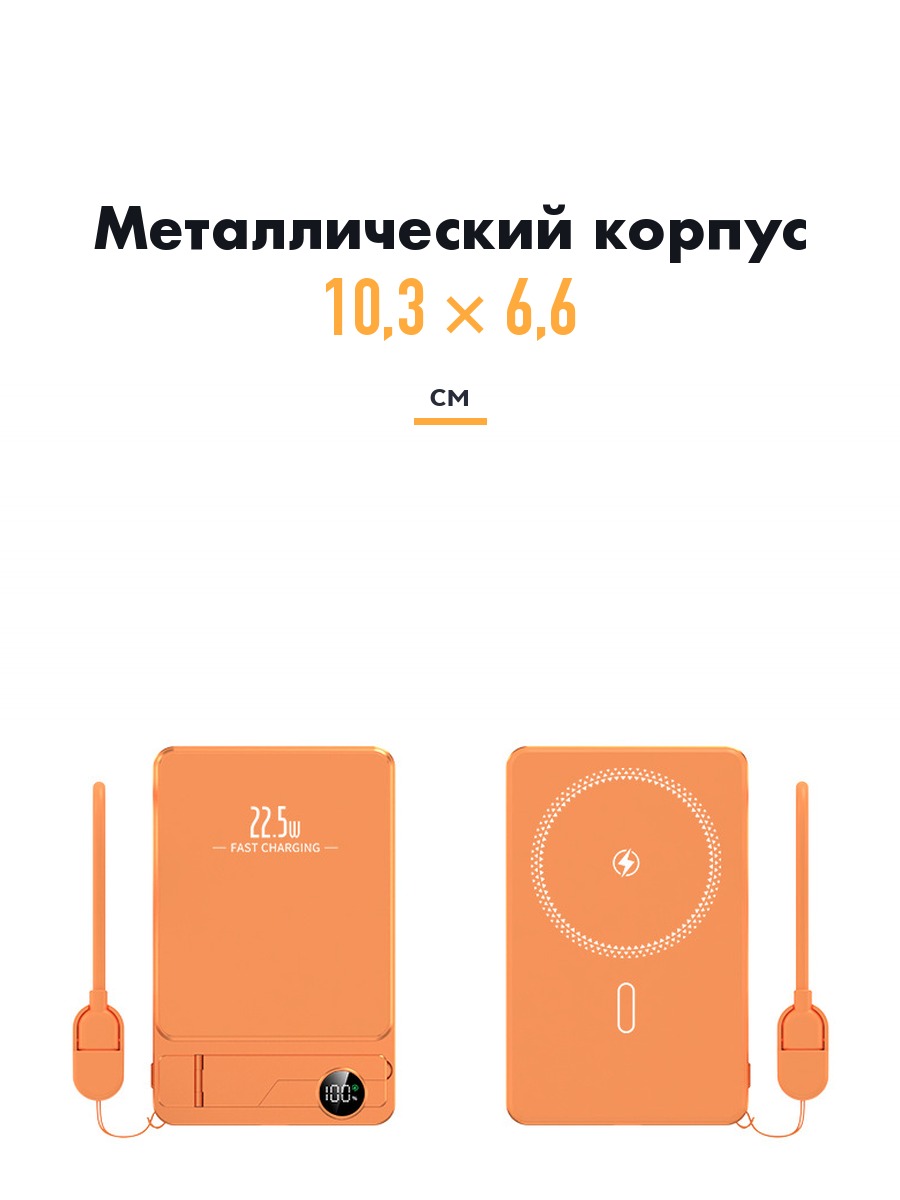 Металлический корпус
10,3 × 6,6
см
22.5w
FAST CHARGING
100%